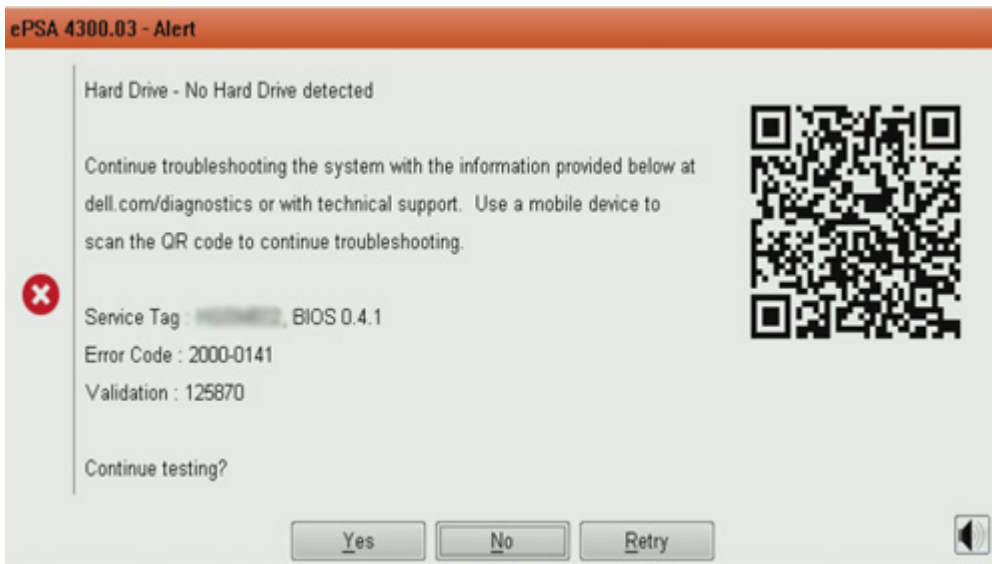 ePSA 4300.03 - Alert
Hard Drive - No Hard Drive detected
Continue troubleshooting the system with the information provided below at
dell.com/diagnostics or with technical support. Use a mobile device to
scan the QR code to continue troubleshooting.
Service Tag : , BIOS 0.4.1
Error Code : 2000-0141
Validation : 125870
Continue testing?
Yes No Retry